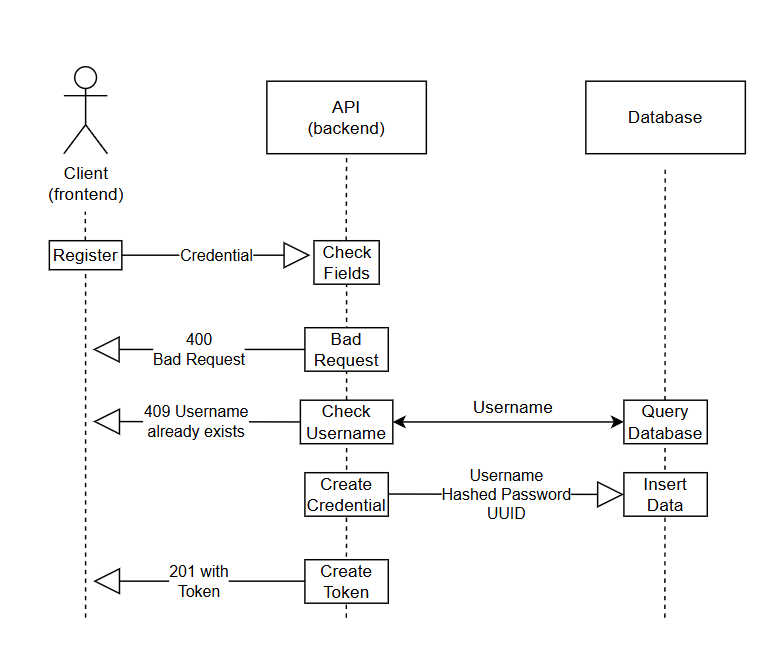 API
(backend)
Database
Client
(frontend)
Register
Credential
Check
Fields
400
Bad Request
Bad
Request
409 Username
already exists
Check
Username
Username
Query
Database
Create
Credential
Username
Hashed Password
UUID
Insert
Data
201 with
Token
Create
Token